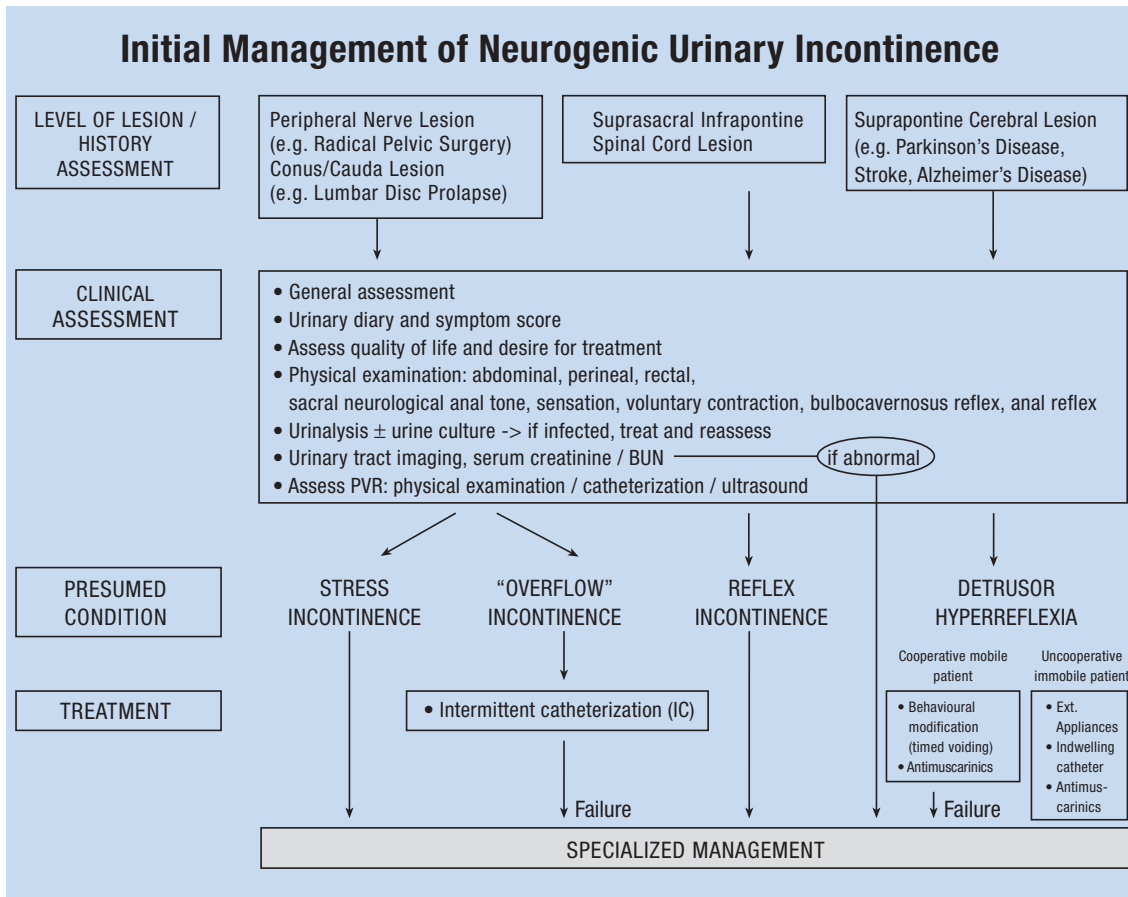 Initial Management of Neurogenic Urinary Incontinence
LEVEL OF LESION /
HISTORY
ASSESSMENT
Peripheral Nerve Lesion
(e.g. Radical Pelvic Surgery)
Conus/Cauda Lesion
(e.g. Lumbar Disc Prolapse)
Suprasacral Infrapontine
Spinal Cord Lesion
Suprapontine Cerebral Lesion
(e.g. Parkinson's Disease,
Stroke, Alzheimer's Disease)
CLINICAL
ASSESSMENT
• General assessment
• Urinary diary and symptom score
• Assess quality of life and desire for treatment
• Physical examination: abdominal, perineal, rectal,
sacral neurological anal tone, sensation, voluntary contraction, bulbocavernosus reflex, anal reflex
• Urinalysis ± urine culture -> if infected, treat and reassess
• Urinary tract imaging, serum creatinine / BUN
if abnormal
• Assess PVR: physical examination / catheterization / ultrasound
PRESUMED
CONDITION
STRESS
INCONTINENCE
“OVERFLOW”
INCONTINENCE
REFLEX
INCONTINENCE
DETRUSOR
HYPERREFLEXIA
TREATMENT
• Intermittent catheterization (IC)
Cooperative mobile
patient
• Behavioural
modification
(timed voiding)
• Antimuscarinics
Uncooperative
immobile patient
• Ext.
Appliances
• Indwelling
catheter
• Antimus-
carinics
Failure
Failure
SPECIALIZED MANAGEMENT